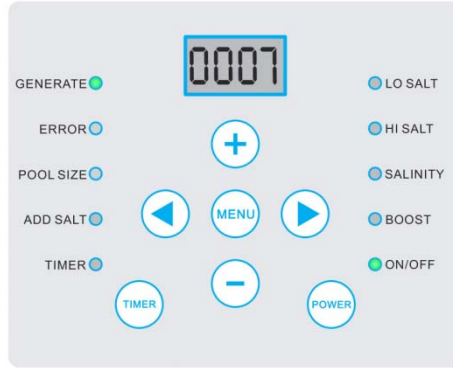 0007
GENERATE
LO SALT
ERROR
+
HI SALT
POOL SIZE
MENU
SALINITY
ADD SALT
BOOST
TIMER
−
ON/OFF
TIMER
POWER